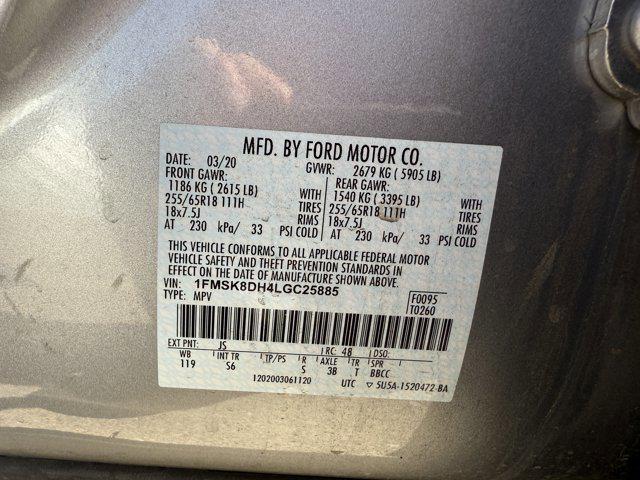 MFD. BY FORD MOTOR CO.
DATE: 03/20 GVWR: 2679 KG ( 5905 LB)
FRONT GAWR: REAR GAWR:
1186 KG ( 2615 LB) WITH 1540 KG ( 3395 LB) WITH
255/65R18 111H TIRES 255/65R18 111H TIRES
18x7.5J RIMS 18x7.5J RIMS
AT 230 kPa/ 33 PSI COLD AT 230 kPa/ 33 PSI COLD
THIS VEHICLE CONFORMS TO ALL APPLICABLE FEDERAL MOTOR
VEHICLE SAFETY AND THEFT PREVENTION STANDARDS IN
EFFECT ON THE DATE OF MANUFACTURE SHOWN ABOVE.
VIN: 1FMSK8DH4LGC25885 F0095
TYPE: MPV T0260
EXT PNT: JS RC: 48 DSO:
WB INT TR TP/PS R AXLE TR SPR
119 S6 S 3B T BBCC
1202003061120 UTC ▽ 5U5A-1520472-BA